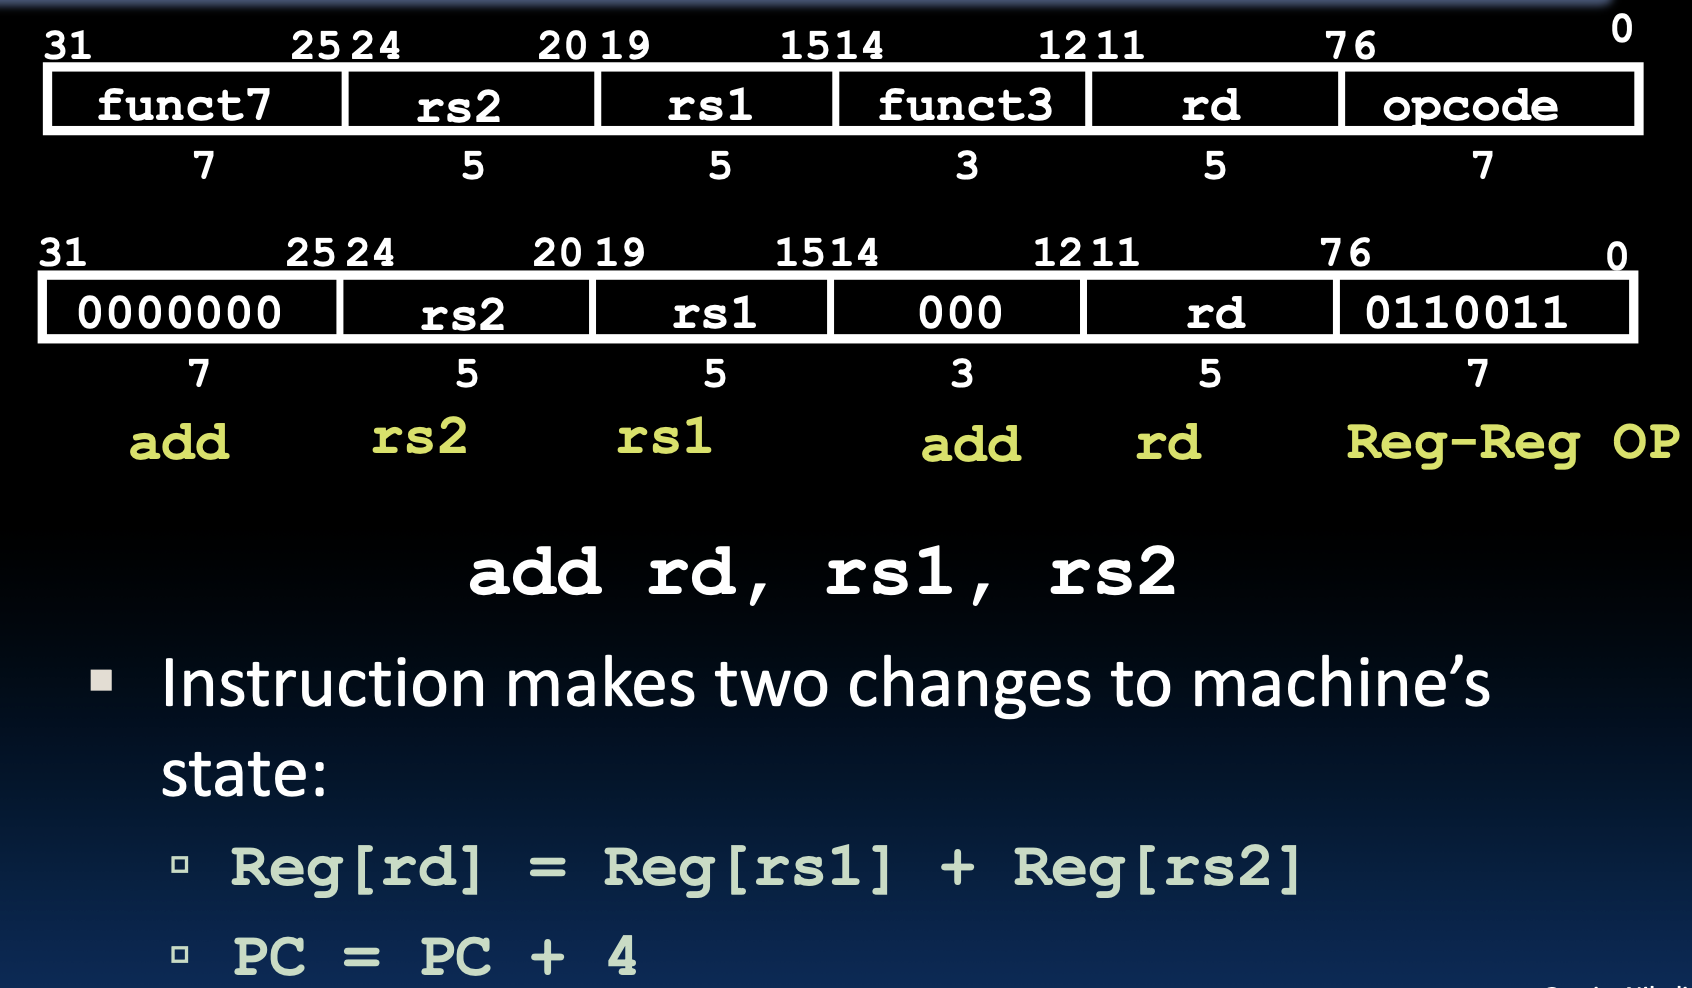 31 25 24 20 19 15 14 12 11 7 6 0
funct7 rs2 rs1 funct3 rd opcode
7 5 5 3 5 7
31 25 24 20 19 15 14 12 11 7 6 0
0000000 rs2 rs1 000 rd 0110011
7 5 5 3 5 7
add rs2 rs1 add rd Reg-Reg OP
add rd, rs1, rs2
▪ Instruction makes two changes to machine’s
state:
▫ Reg[rd] = Reg[rs1] + Reg[rs2]
▫ PC = PC + 4